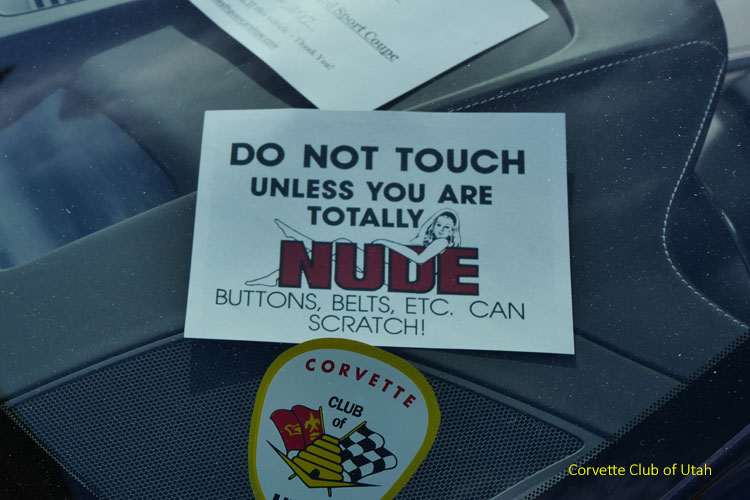 Sport Coupe
Thank You!
DO NOT TOUCH
UNLESS YOU ARE
TOTALLY
NUDE
BUTTONS, BELTS, ETC. CAN
SCRATCH!
CORVETTE
CLUB
of
Corvette Club of Utah